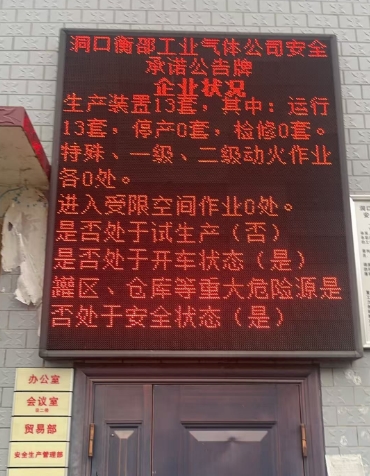 洞口衡邵工业气体公司安全
承诺公告牌
企业状况
生产装置13套，其中：运行
13套，停产0套，检修0套。
特殊、一级、二级动火作业
各0处。
进入受限空间作业0处。
是否处于试生产（否）
是否处于开车状态（是）
罐区、仓库等重大危险源是
否处于安全状态（是）
办公室
会议室
贸易部
安全生产管理部